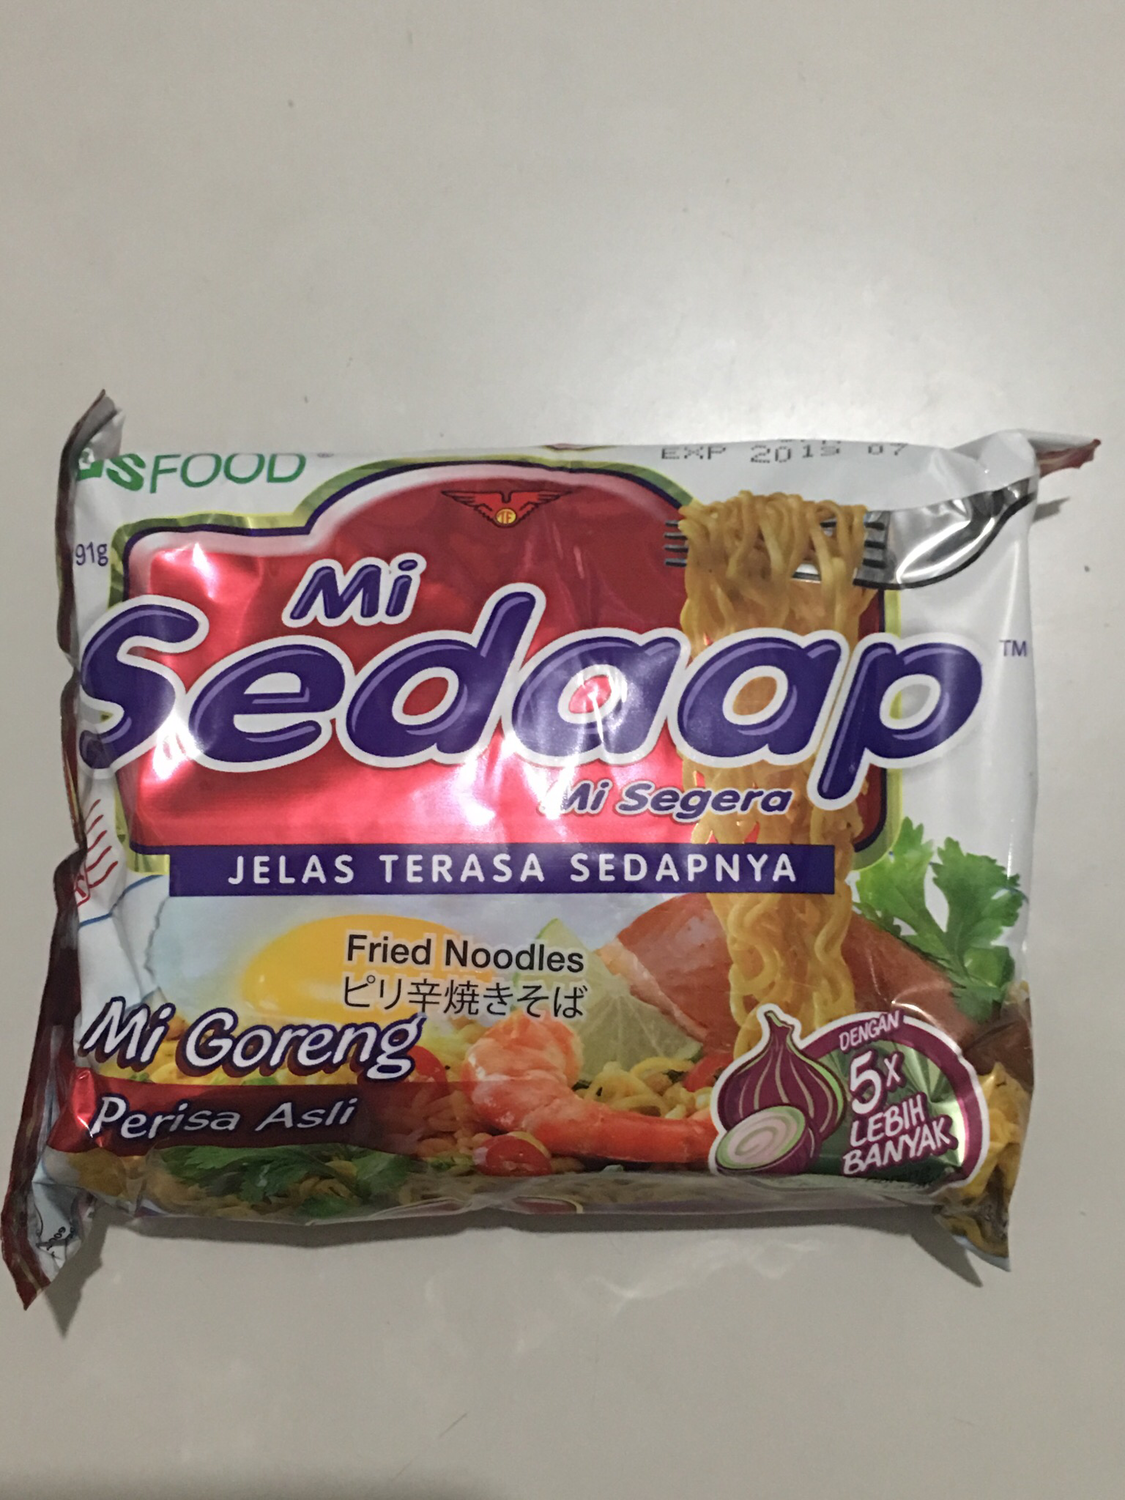 SFOOD
EXP 2019 07
91g
TF
Mi
Sedaap
TM
Mi Segera
JELAS TERASA SEDAPNYA
Fried Noodles
ピリ辛焼きそば
Mi Goreng
Perisa Asli
DENGAN
5X
LEBIH
BANYAK